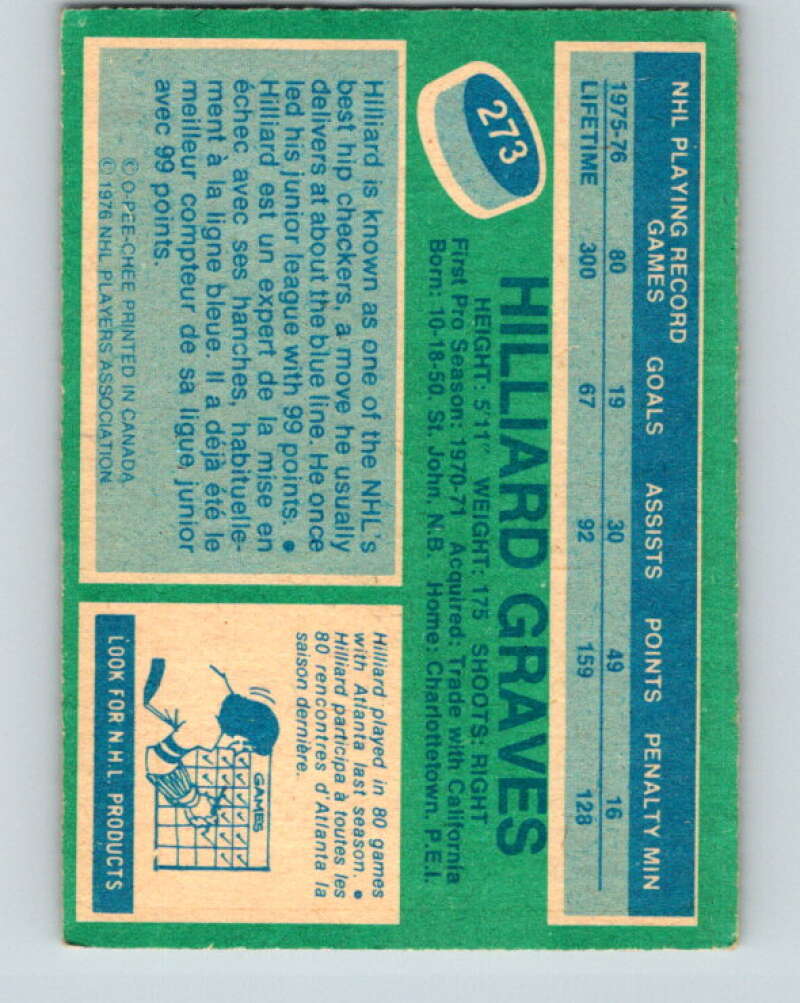 273
HILLIARD GRAVES
HEIGHT: 5'11" WEIGHT: 175 SHOOTS: RIGHT
First Pro Season: 1970-71 Acquired: Trade with California
Born: 10-18-50. St. John, N.B. Home: Charlottetown, P.E.I.
NHL PLAYING RECORD
GAMES GOALS ASSISTS POINTS PENALTY MIN
1975-76 80 19 30 49 16
LIFETIME 300 67 92 159 128
Hilliard is known as one of the NHL's
best hip checkers, a move he usually
delivers at about the blue line. He once
led his junior league with 99 points. •
Hilliard est un expert de la mise en
échec avec ses hanches, habituelle-
ment à la ligne bleue. Il a déjà été le
meilleur compteur de sa ligue junior
avec 99 points.
© O-PEE-CHEE PRINTED IN CANADA
© 1976 NHL PLAYERS ASSOCIATION
Hilliard played in 80 games
with Atlanta last season. •
Hilliard participa à toutes les
80 rencontres d'Atlanta la
saison dernière.
GAMES
LOOK FOR N.H.L. PRODUCTS